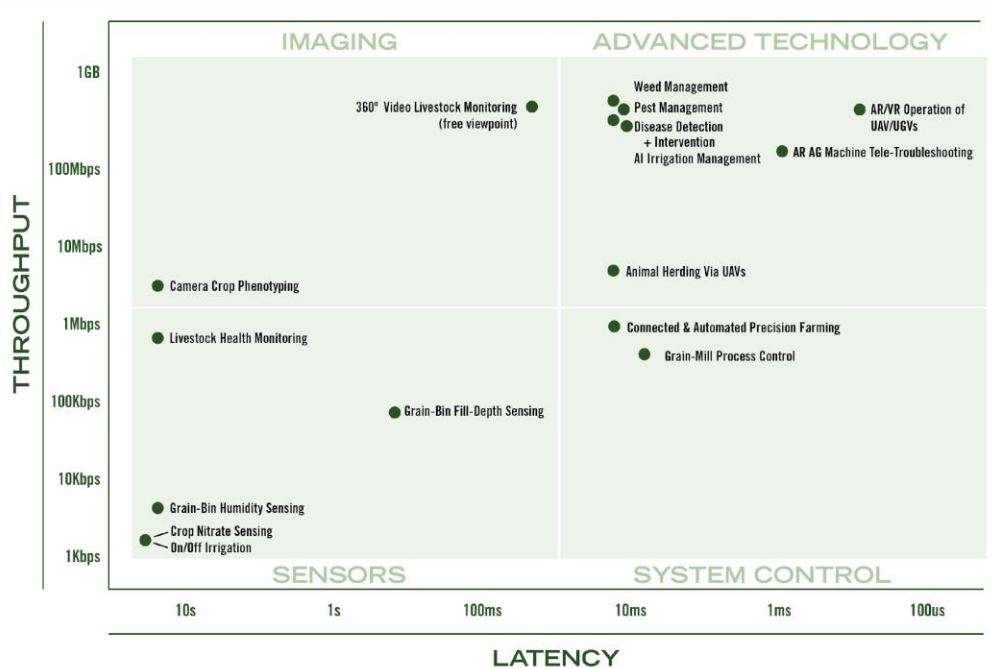 IMAGING
ADVANCED TECHNOLOGY
1GB
100Mbps
10Mbps
1Mbps
100Kbps
10Kbps
1Kbps
THROUGHPUT
360° Video Livestock Monitoring
(free viewpoint)
Weed Management
Pest Management
Disease Detection
+ Intervention
AI Irrigation Management
AR/VR Operation of
UAV/UGVs
AR AG Machine Tele-Troubleshooting
Camera Crop Phenotyping
Animal Herding Via UAVs
Livestock Health Monitoring
Connected & Automated Precision Farming
Grain-Mill Process Control
Grain-Bin Fill-Depth Sensing
Grain-Bin Humidity Sensing
Crop Nitrate Sensing
On/Off Irrigation
SENSORS
SYSTEM CONTROL
10s
1s
100ms
10ms
1ms
100us
LATENCY